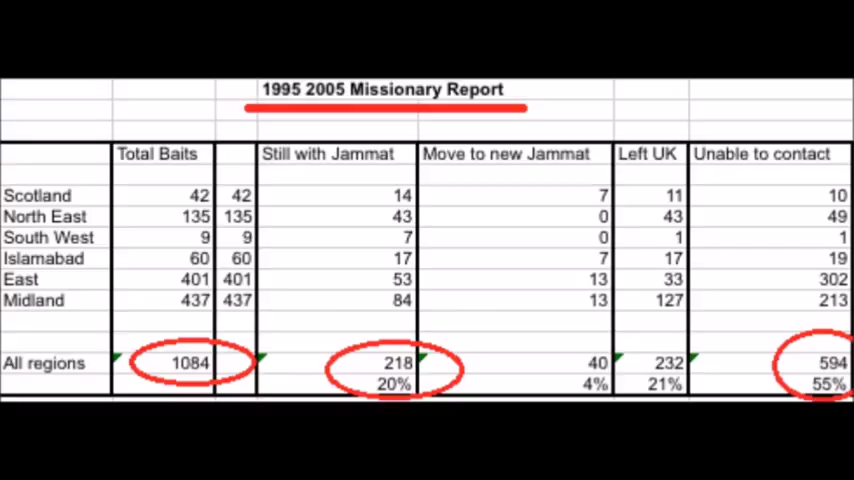 1995 2005 Missionary Report
Total Baits Still with Jammat Move to new Jammat Left UK Unable to contact
Scotland 42 42 14 7 11 10
North East 135 135 43 0 43 49
South West 9 9 7 0 1 1
Islamabad 60 60 17 7 17 19
East 401 401 53 13 33 302
Midland 437 437 84 13 127 213
All regions 1084 218 40 232 594
20% 4% 21% 55%